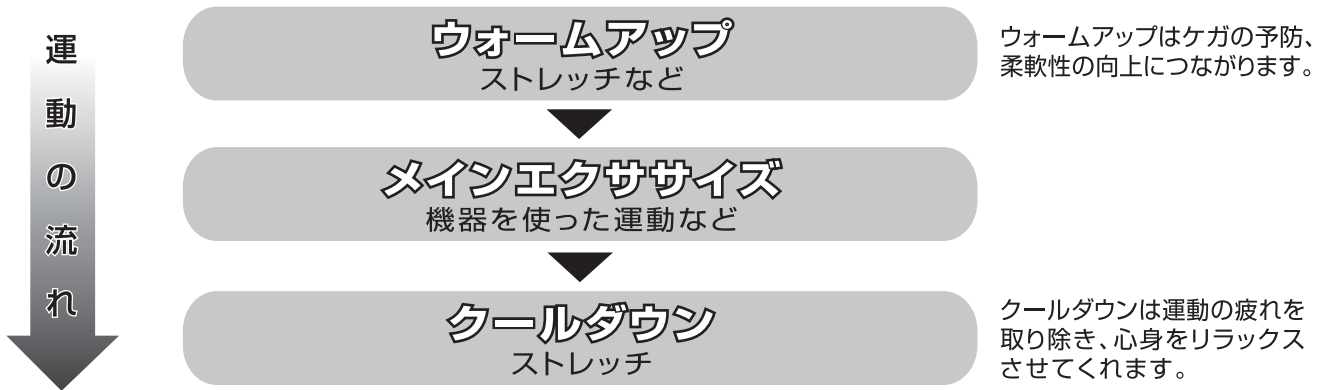 運動の流れ
ウォームアップ
ストレッチなど
ウォームアップはケガの予防、
柔軟性の向上につながります。
メインエクササイズ
機器を使った運動など
クールダウン
ストレッチ
クールダウンは運動の疲れを
取り除き、心身をリラックス
させてくれます。